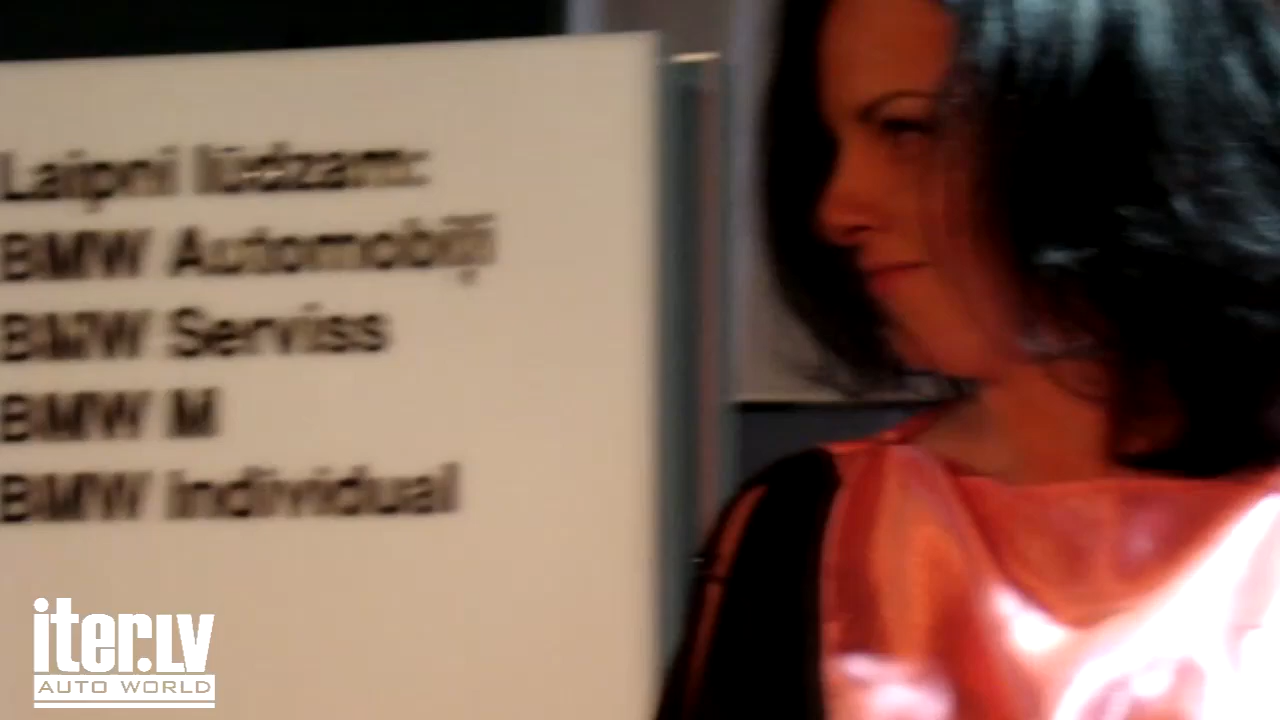 Laipni lūdzam:
BMW Automobiļi
BMW Serviss
BMW M
BMW Individual
iter.LV
AUTO WORLD